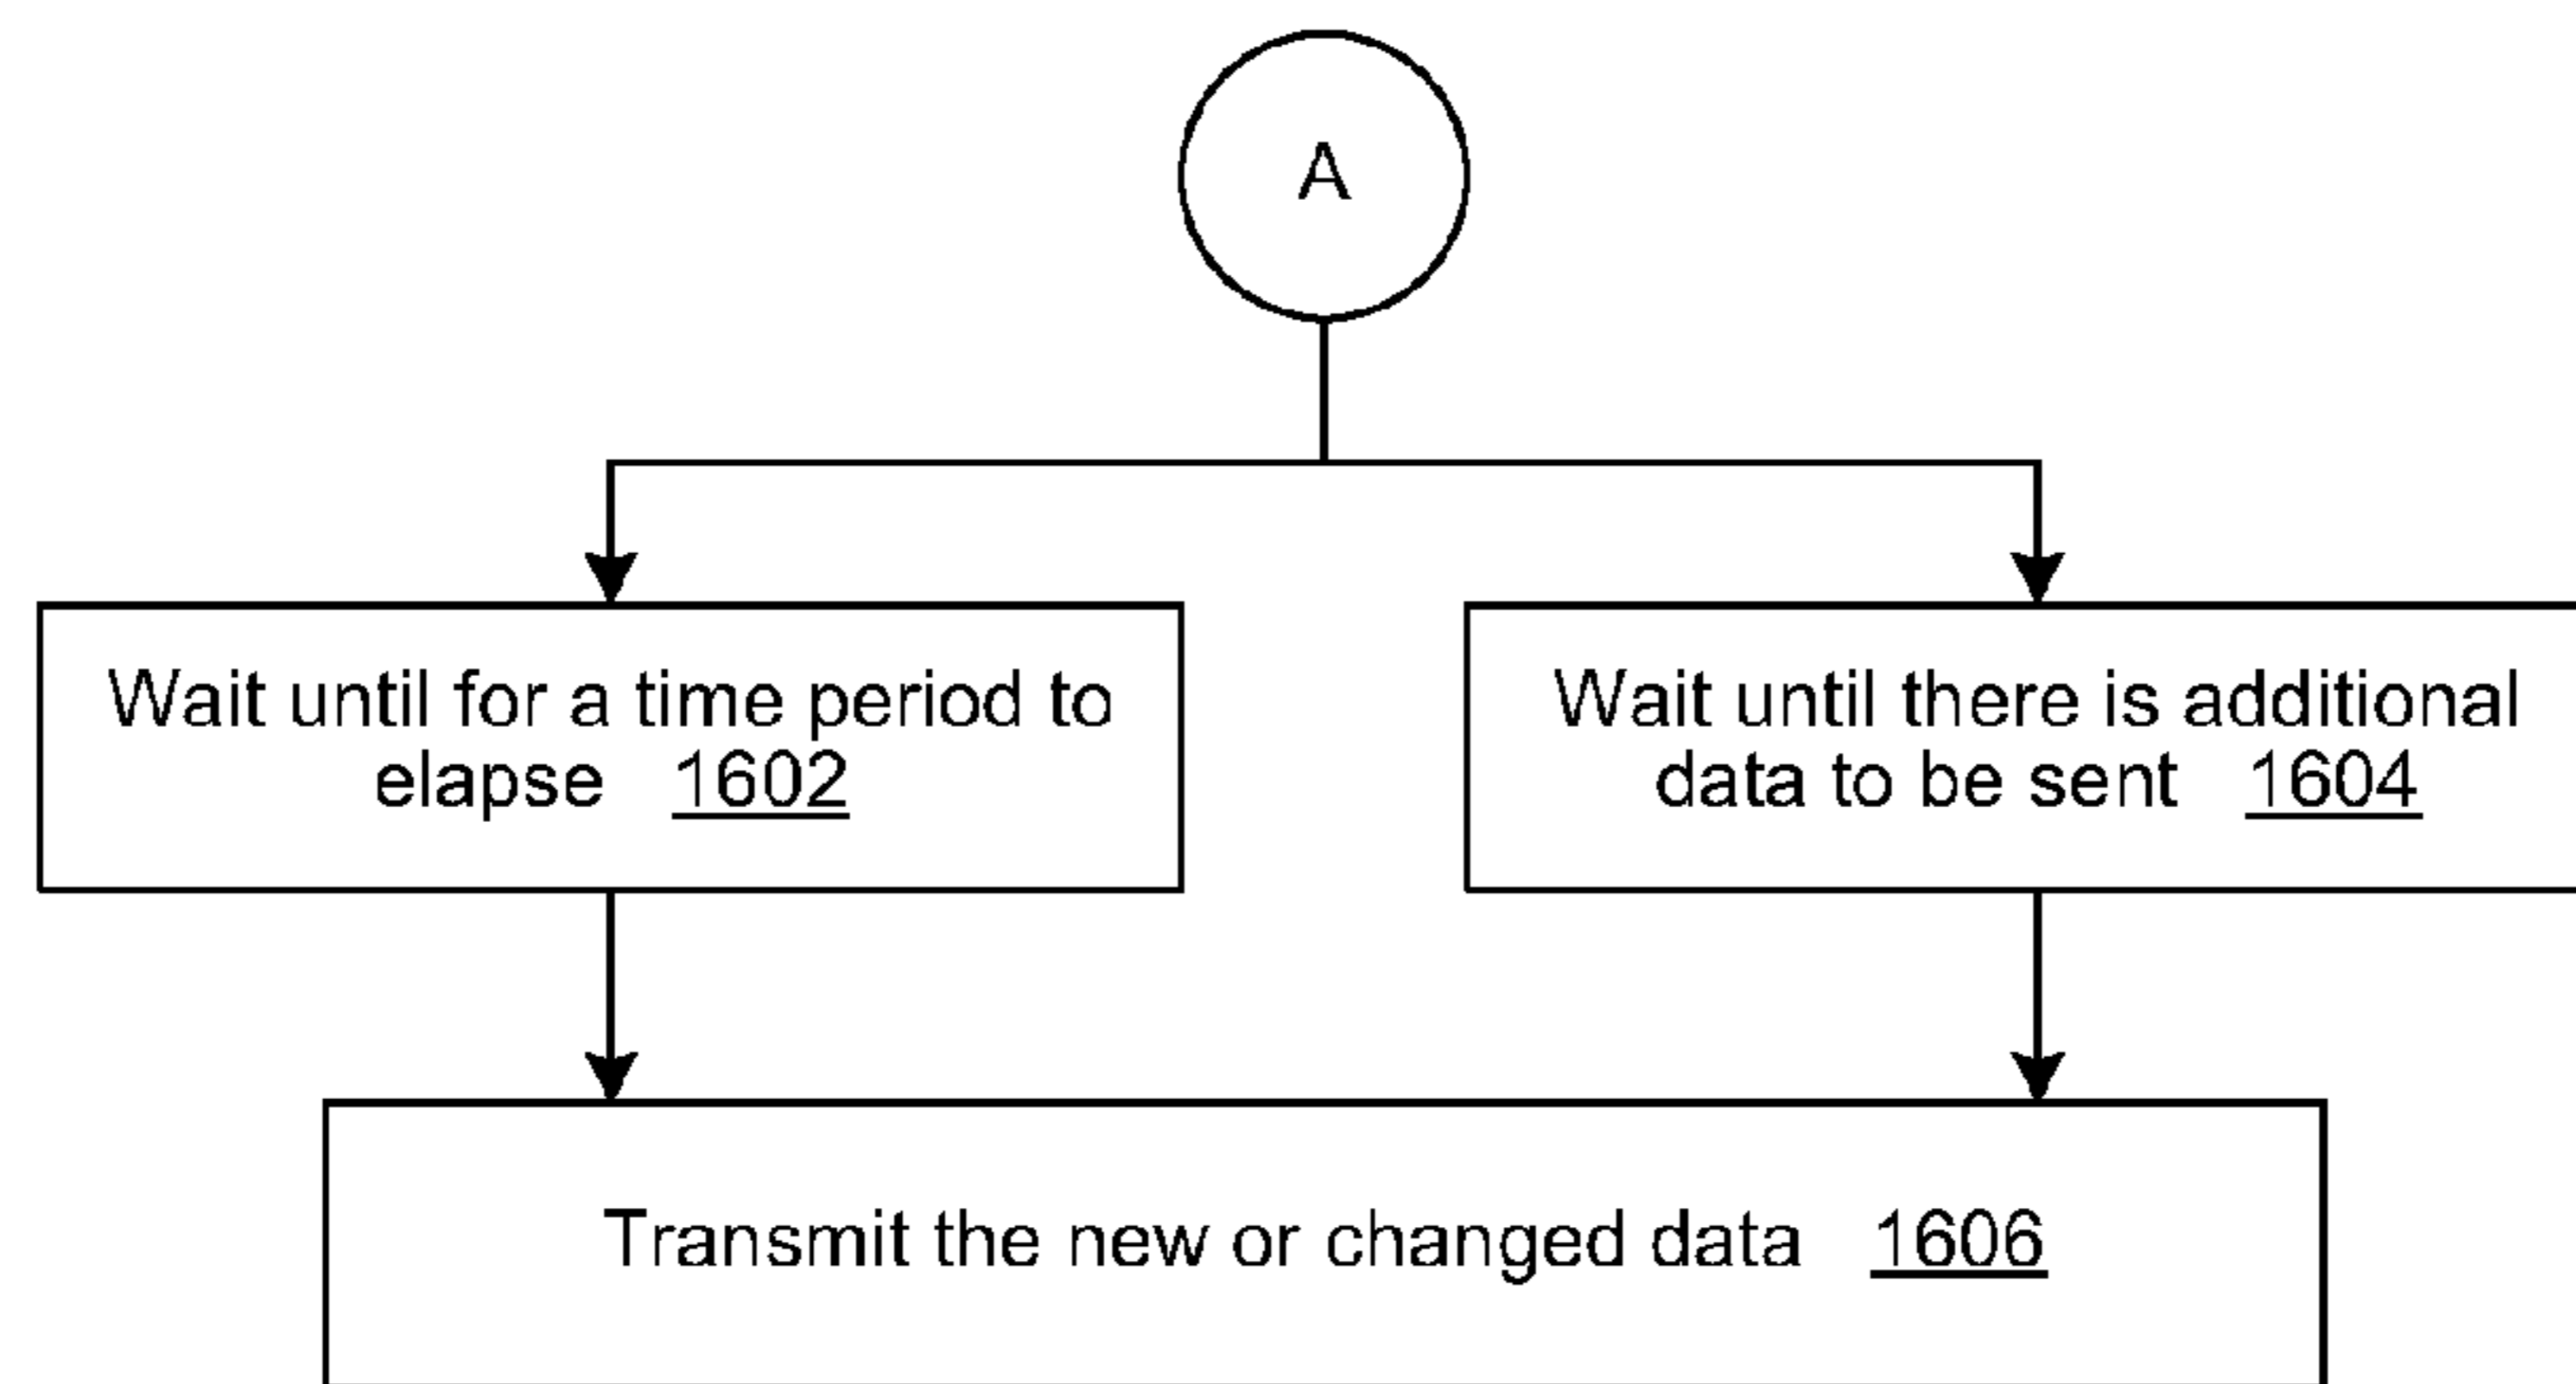 A
Wait until for a time period to
elapse 1602
Wait until there is additional
data to be sent 1604
Transmit the new or changed data 1606